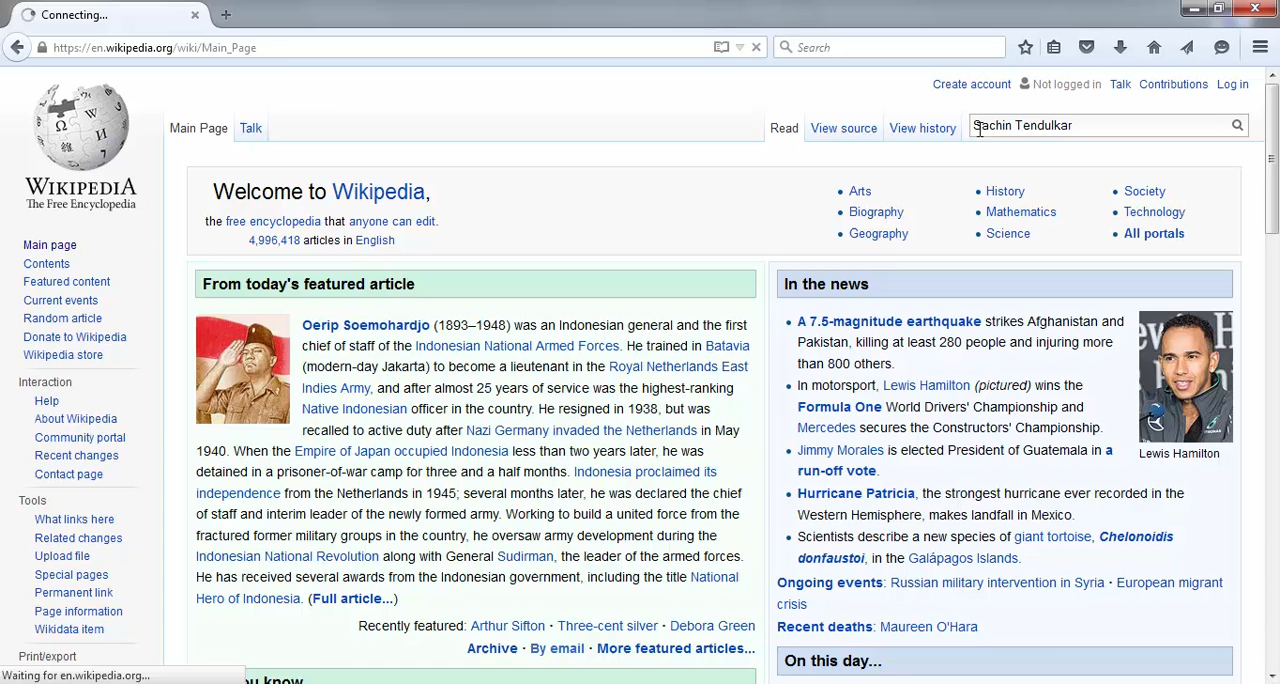 Connecting...
https://en.wikipedia.org/wiki/Main_Page
Search
Create account Not logged in Talk Contributions Log in
Main Page Talk Read View source View history Sachin Tendulkar
WIKIPEDIA
The Free Encyclopedia
Main page
Contents
Featured content
Current events
Random article
Donate to Wikipedia
Wikipedia store
Interaction
Help
About Wikipedia
Community portal
Recent changes
Contact page
Tools
What links here
Related changes
Upload file
Special pages
Permanent link
Page information
Wikidata item
Print/export
Waiting for en.wikipedia.org...
Welcome to Wikipedia,
the free encyclopedia that anyone can edit.
4,996,418 articles in English
• Arts
• Biography
• Geography
• History
• Mathematics
• Science
• Society
• Technology
• All portals
From today's featured article
Oerip Soemohardjo (1893–1948) was an Indonesian general and the first
chief of staff of the Indonesian National Armed Forces. He trained in Batavia
(modern-day Jakarta) to become a lieutenant in the Royal Netherlands East
Indies Army, and after almost 25 years of service was the highest-ranking
Native Indonesian officer in the country. He resigned in 1938, but was
recalled to active duty after Nazi Germany invaded the Netherlands in May
1940. When the Empire of Japan occupied Indonesia less than two years later, he was
detained in a prisoner-of-war camp for three and a half months. Indonesia proclaimed its
independence from the Netherlands in 1945; several months later, he was declared the chief
of staff and interim leader of the newly formed army. Working to build a united force from the
fractured former military groups in the country, he oversaw army development during the
Indonesian National Revolution along with General Sudirman, the leader of the armed forces.
He has received several awards from the Indonesian government, including the title National
Hero of Indonesia. (Full article...)
Recently featured: Arthur Sifton · Three-cent silver · Debora Green
Archive · By email · More featured articles...
you know
In the news
• A 7.5-magnitude earthquake strikes Afghanistan and
Pakistan, killing at least 280 people and injuring more
than 800 others.
• In motorsport, Lewis Hamilton (pictured) wins the
Formula One World Drivers' Championship and
Mercedes secures the Constructors' Championship.
• Jimmy Morales is elected President of Guatemala in a
run-off vote.
• Hurricane Patricia, the strongest hurricane ever recorded in the
Western Hemisphere, makes landfall in Mexico.
• Scientists describe a new species of giant tortoise, Chelonoidis
donfaustoi, in the Galápagos Islands.
Lewis Hamilton
Ongoing events: Russian military intervention in Syria · European migrant
crisis
Recent deaths: Maureen O'Hara
On this day...